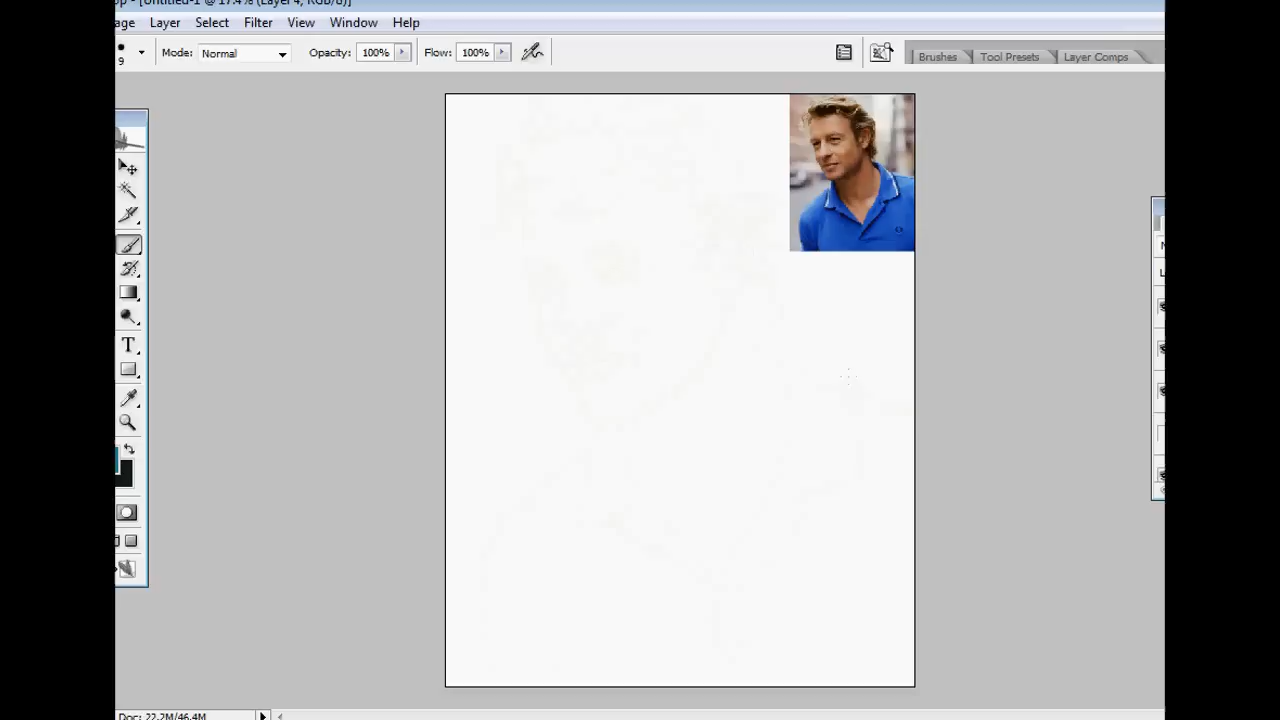 op - [Untitled-1 @ 17.4% (Layer 4, RGB/8)]
age Layer Select Filter View Window Help
9 Mode: Normal Opacity: 100% Flow: 100% Brushes Tool Presets Layer Comps
T
Doc: 22.2M/46.4M